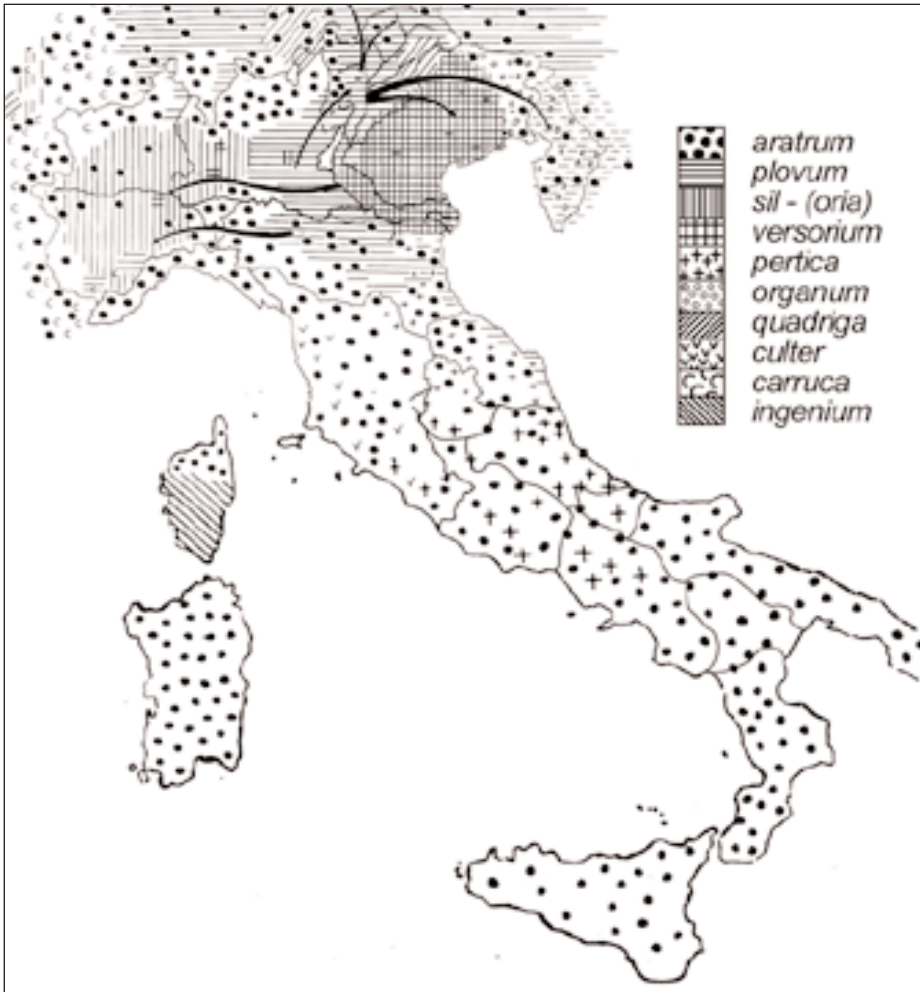 aratrum
plovum
sil - (oria)
versorium
pertica
organum
quadriga
culter
carruca
ingenium